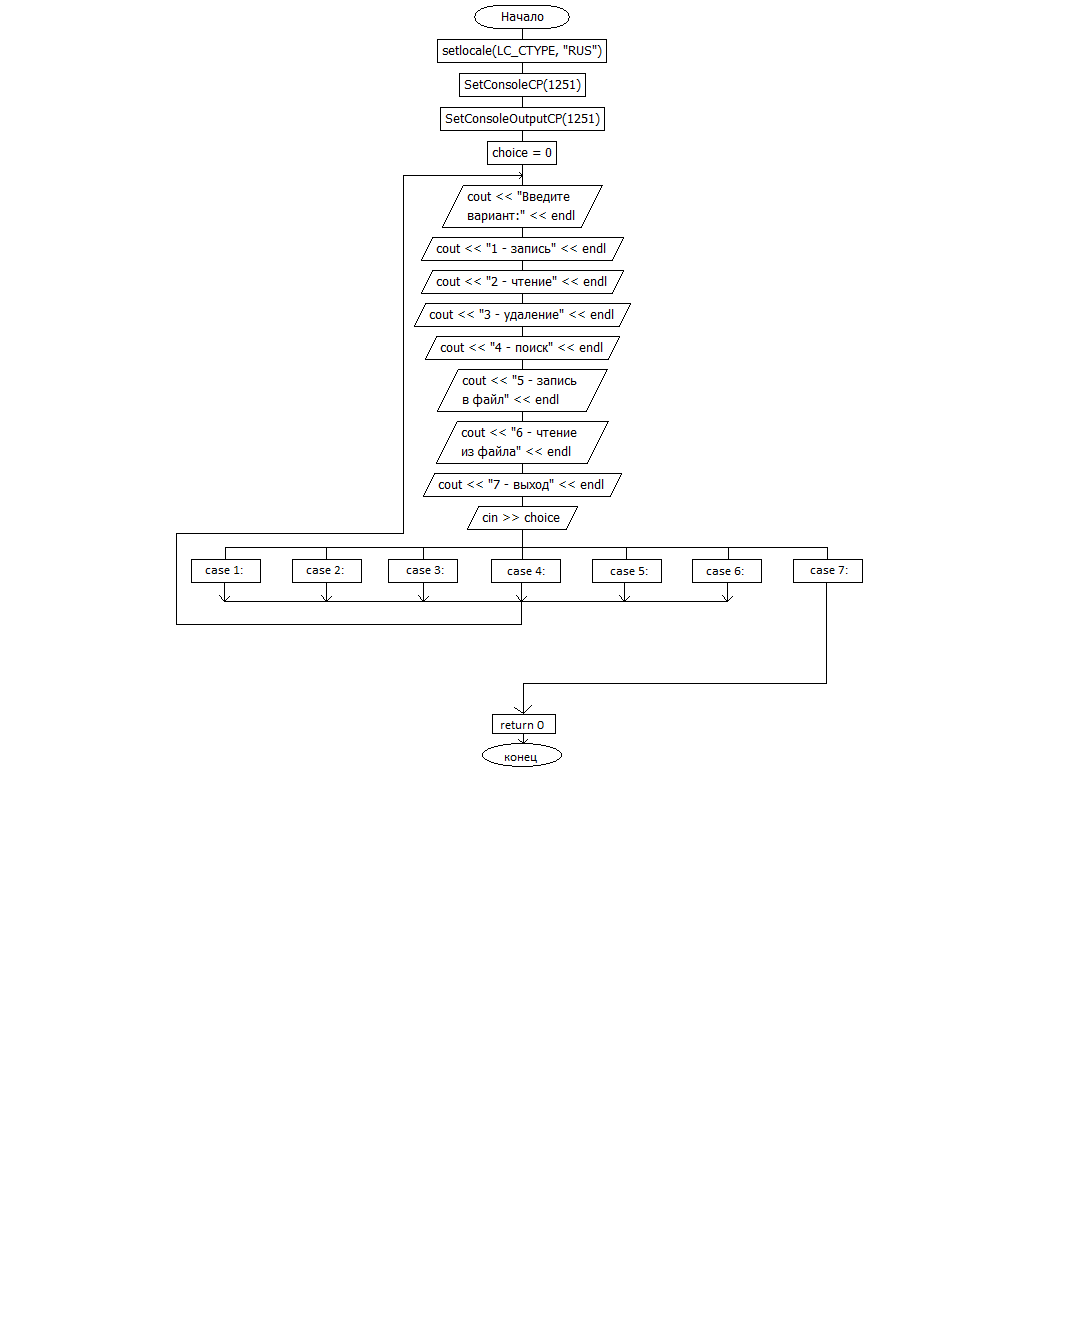 Начало
setlocale(LC_CTYPE, "RUS")
SetConsoleCP(1251)
SetConsoleOutputCP(1251)
choice = 0
cout << "Введите
вариант:" << endl
cout << "1 - запись" << endl
cout << "2 - чтение" << endl
cout << "3 - удаление" << endl
cout << "4 - поиск" << endl
cout << "5 - запись
в файл" << endl
cout << "6 - чтение
из файла" << endl
cout << "7 - выход" << endl
cin >> choice
case 1:
case 2:
case 3:
case 4:
case 5:
case 6:
case 7:
return 0
конец